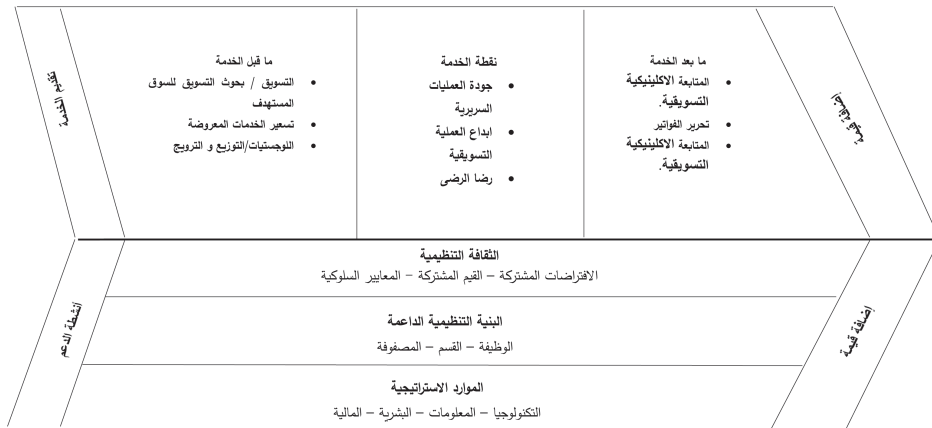 تقديم الخدمة
ما قبل الخدمة
• التسويق / بحوث التسويق للسوق
المستهدف
• تسعير الخدمات المعروضة
• اللوجستيات/التوزيع و الترويج
نقطة الخدمة
• جودة العمليات
السريرية
• ابداع العملية
التسويقية
• رضا الرضى
ما بعد الخدمة
• المتابعة الاكلينيكية
التسويقية.
• تحرير الفواتير
• المتابعة الاكلينيكية
التسويقية.
إضافة قيمة
أنشطة الدعم
الثقافة التنظيمية
الافتراضات المشتركة – القيم المشتركة – المعايير السلوكية
البنية التنظيمية الداعمة
الوظيفة – القسم – المصفوفة
الموارد الاستراتيجية
التكنولوجيا – المعلومات – البشرية – المالية
إضافة قيمة